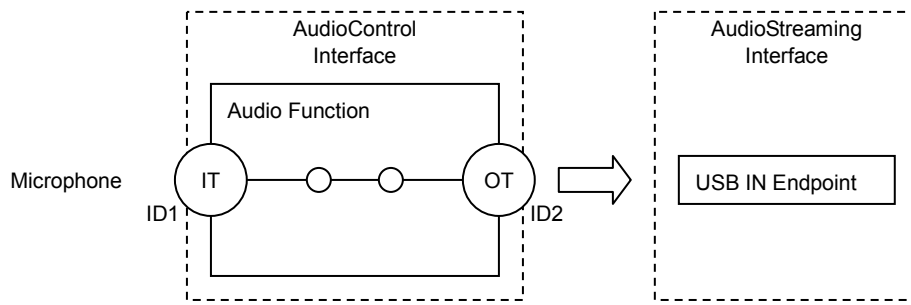 AudioControl
Interface
AudioStreaming
Interface
Audio Function
Microphone
IT
OT
USB IN Endpoint
ID1
ID2